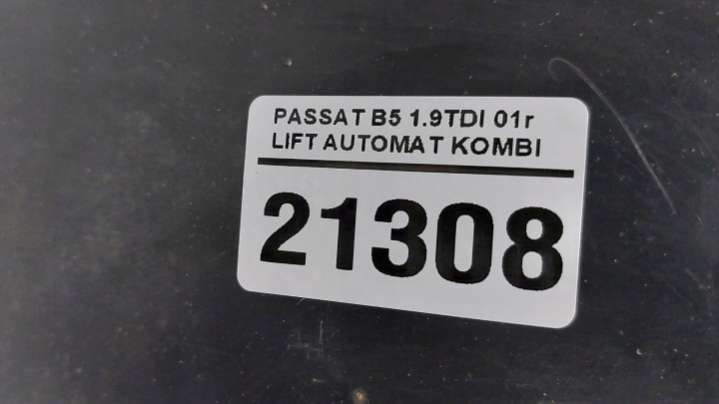 PASSAT B5 1.9TDI 01r
LIFT AUTOMAT KOMBI
21308